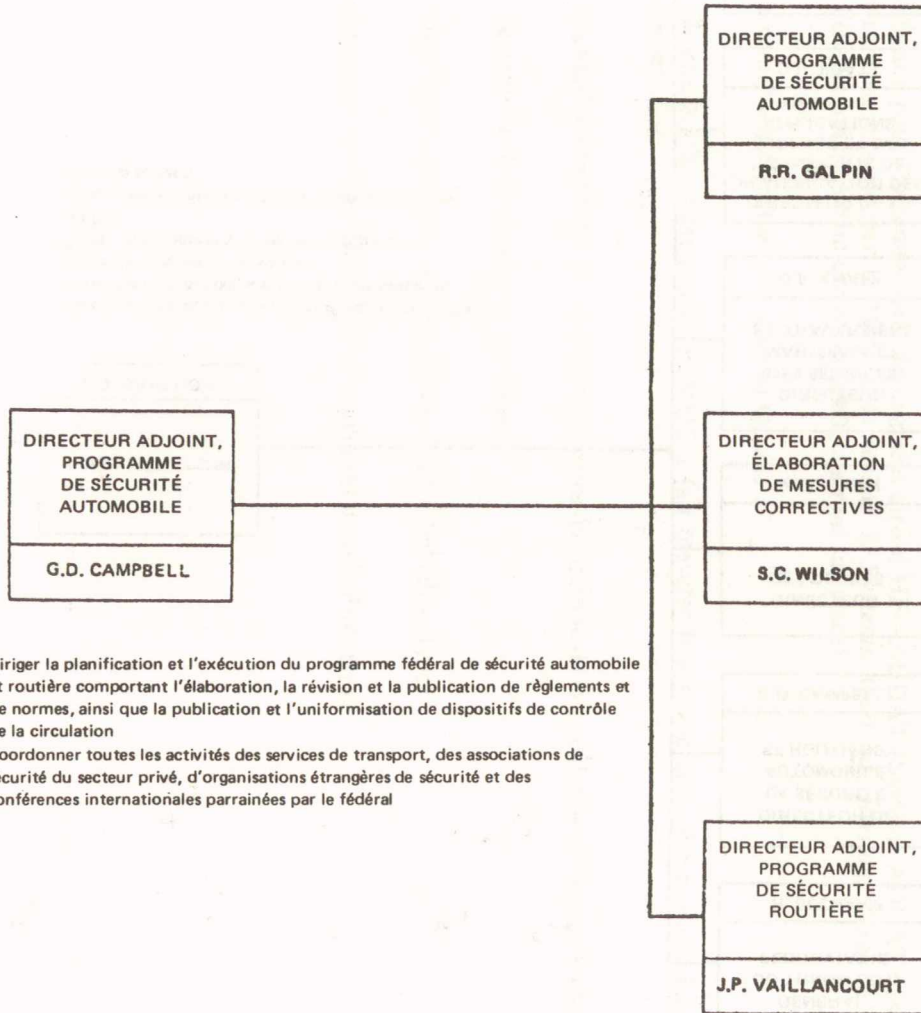 DIRECTEUR ADJOINT,
PROGRAMME
DE SÉCURITÉ
AUTOMOBILE
R.R. GALPIN
DIRECTEUR ADJOINT,
PROGRAMME
DE SÉCURITÉ
AUTOMOBILE
G.D. CAMPBELL
DIRECTEUR ADJOINT,
ÉLABORATION
DE MESURES
CORRECTIVES
S.C. WILSON
iriger la planification et l'exécution du programme fédéral de sécurité automobile
t routière comportant l'élaboration, la révision et la publication de règlements et
e normes, ainsi que la publication et l'uniformisation de dispositifs de contrôle
e la circulation
oordonner toutes les activités des services de transport, des associations de
écurité du secteur privé, d'organisations étrangères de sécurité et des
onférences internationales parrainées par le fédéral
DIRECTEUR ADJOINT,
PROGRAMME
DE SÉCURITÉ
ROUTIÈRE
J.P. VAILLANCOURT